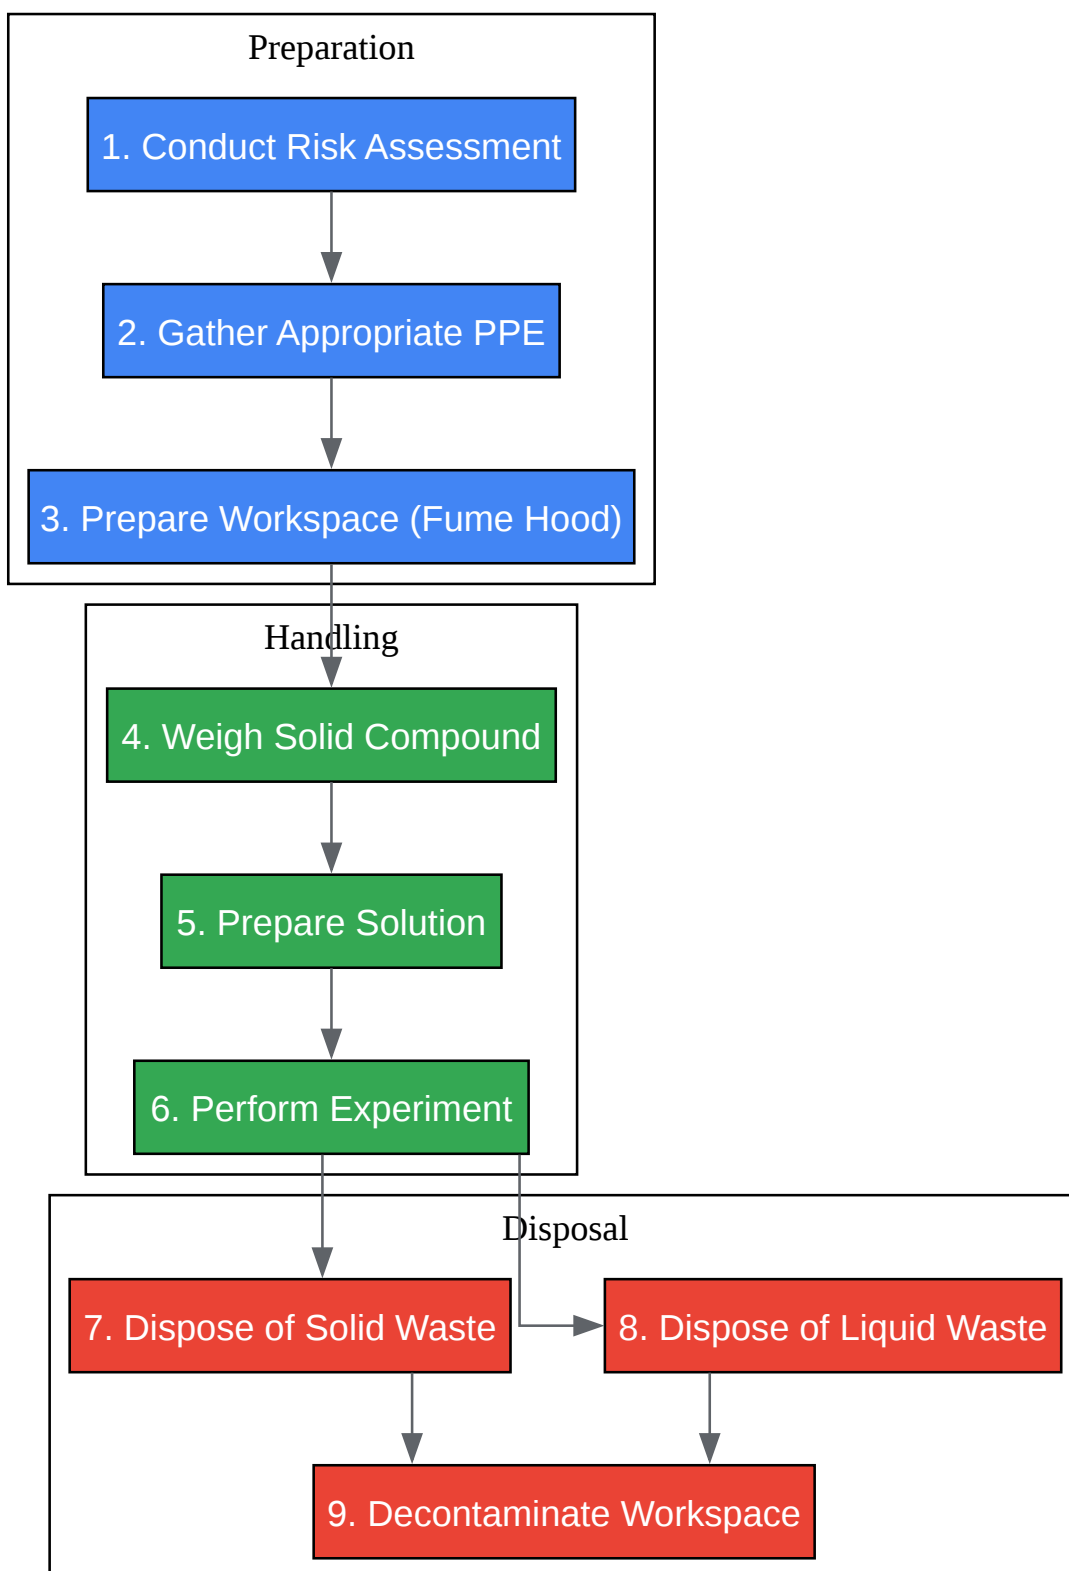 Preparation
1. Conduct Risk Assessment
2. Gather Appropriate PPE
3. Prepare Workspace (Fume Hood)
Handling
4. Weigh Solid Compound
5. Prepare Solution
6. Perform Experiment
Disposal
7. Dispose of Solid Waste
8. Dispose of Liquid Waste
9. Decontaminate Workspace